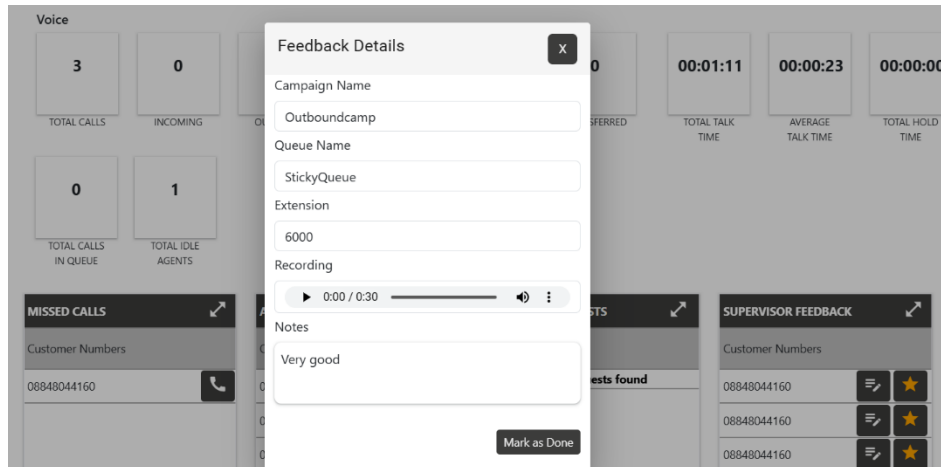 Voice
3
0
0
00:01:11
00:00:23
00:00:00
TOTAL CALLS
INCOMING
TOTAL TALK
TIME
AVERAGE
TALK TIME
TOTAL HOLD
TIME
0
1
TOTAL CALLS
IN QUEUE
TOTAL IDLE
AGENTS
Feedback Details
X
Campaign Name
Outboundcamp
Queue Name
StickyQueue
Extension
6000
Recording
0:00 / 0:30
Notes
Very good
Mark as Done
MISSED CALLS
Customer Numbers
08848044160
found
SUPERVISOR FEEDBACK
Customer Numbers
08848044160
08848044160
08848044160